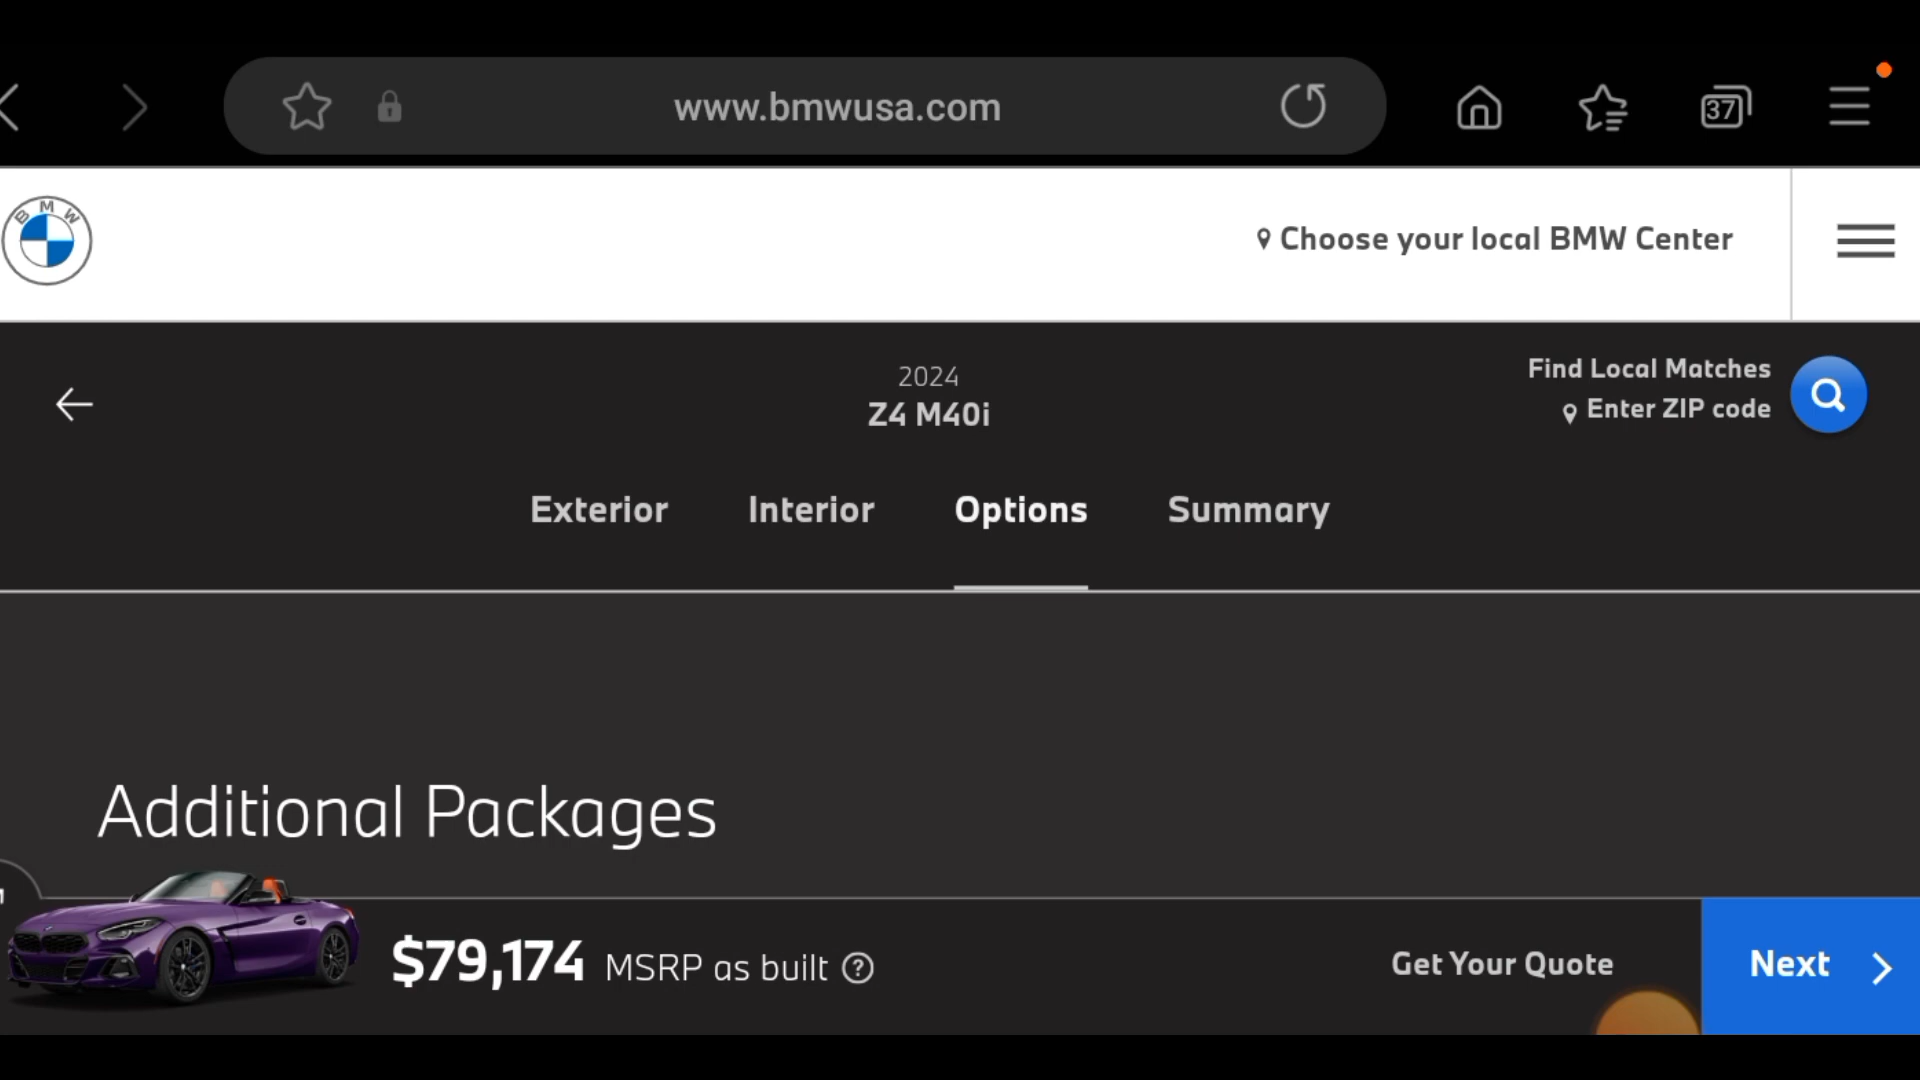 www.bmwusa.com
37
BMW
Choose your local BMW Center
2024
Z4 M40i
Find Local Matches
Enter ZIP code
Exterior Interior Options Summary
Additional Packages
$79,174 MSRP as built ?
Get Your Quote
Next